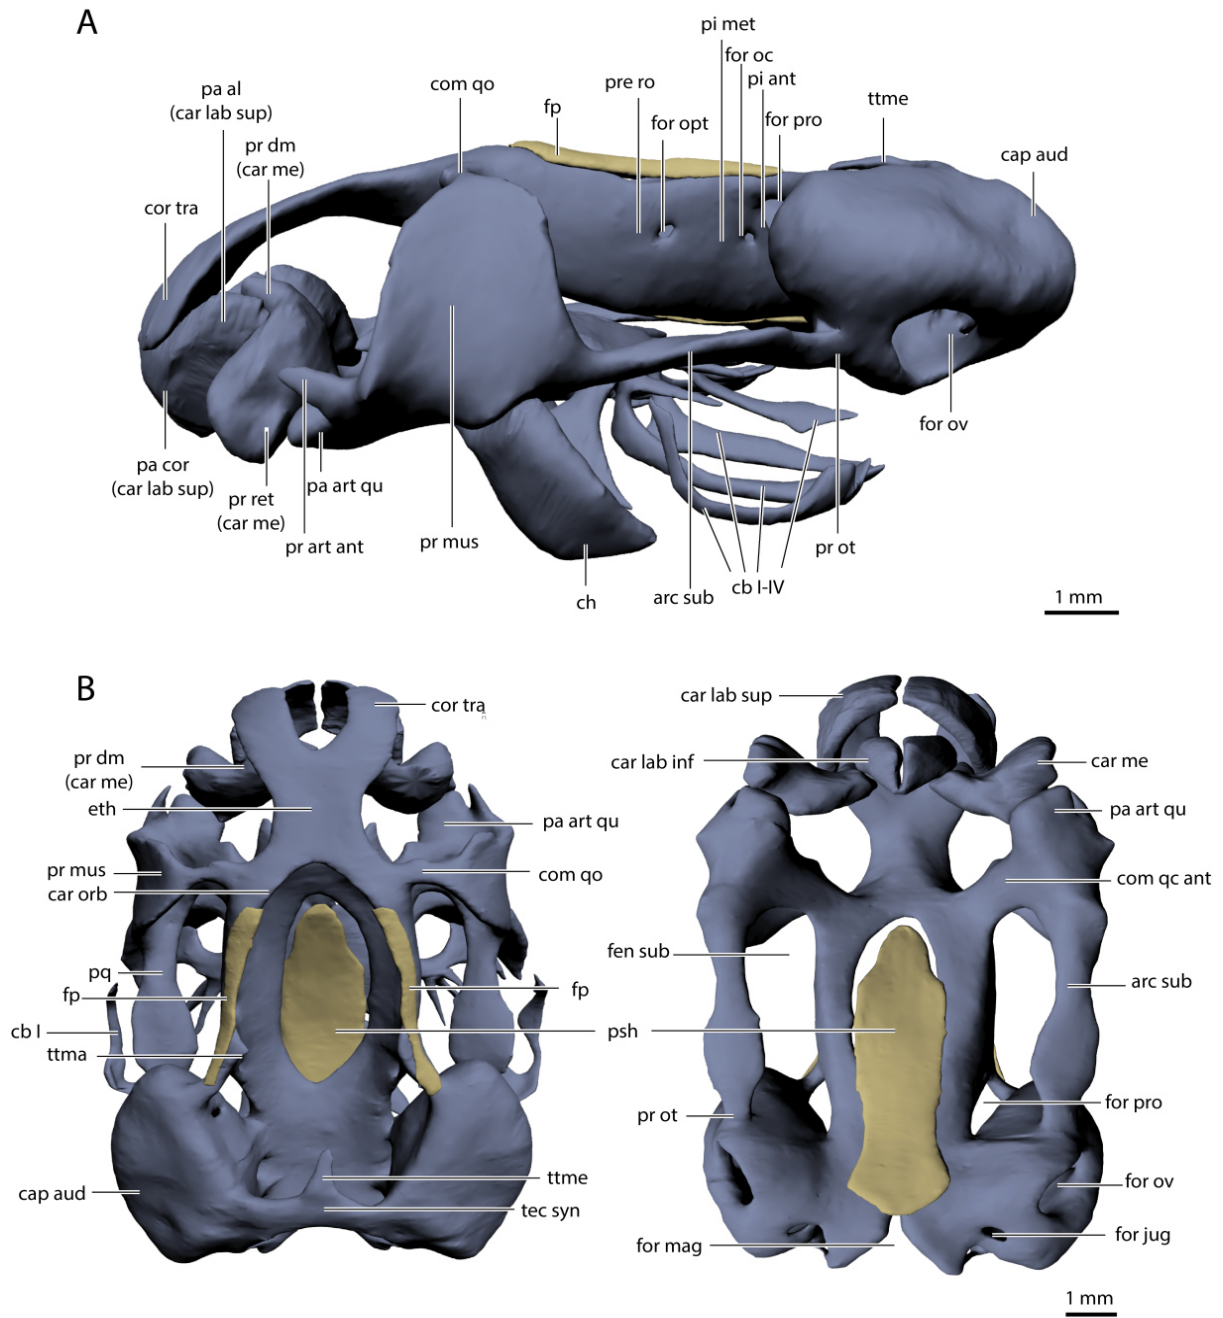 A
pi met
for oc
pi ant
for pro
pre ro
for opt
com qo
fp
ttme
cap aud
pa al
(car lab sup)
pr dm
(car me)
cor tra
pa cor
(car lab sup)
pr ret
(car me)
pa art qu
pr art ant
pr mus
ch
arc sub
cb I-IV
pr ot
for ov
1 mm
B
cor tra
pr dm
(car me)
eth
pa art qu
pr mus
car orb
com qo
pq
fp
fp
cb I
ttma
psh
cap aud
ttme
tec syn
car lab sup
car lab inf
car me
pa art qu
com qc ant
fen sub
arc sub
pr ot
for pro
for ov
for mag
for jug
1 mm